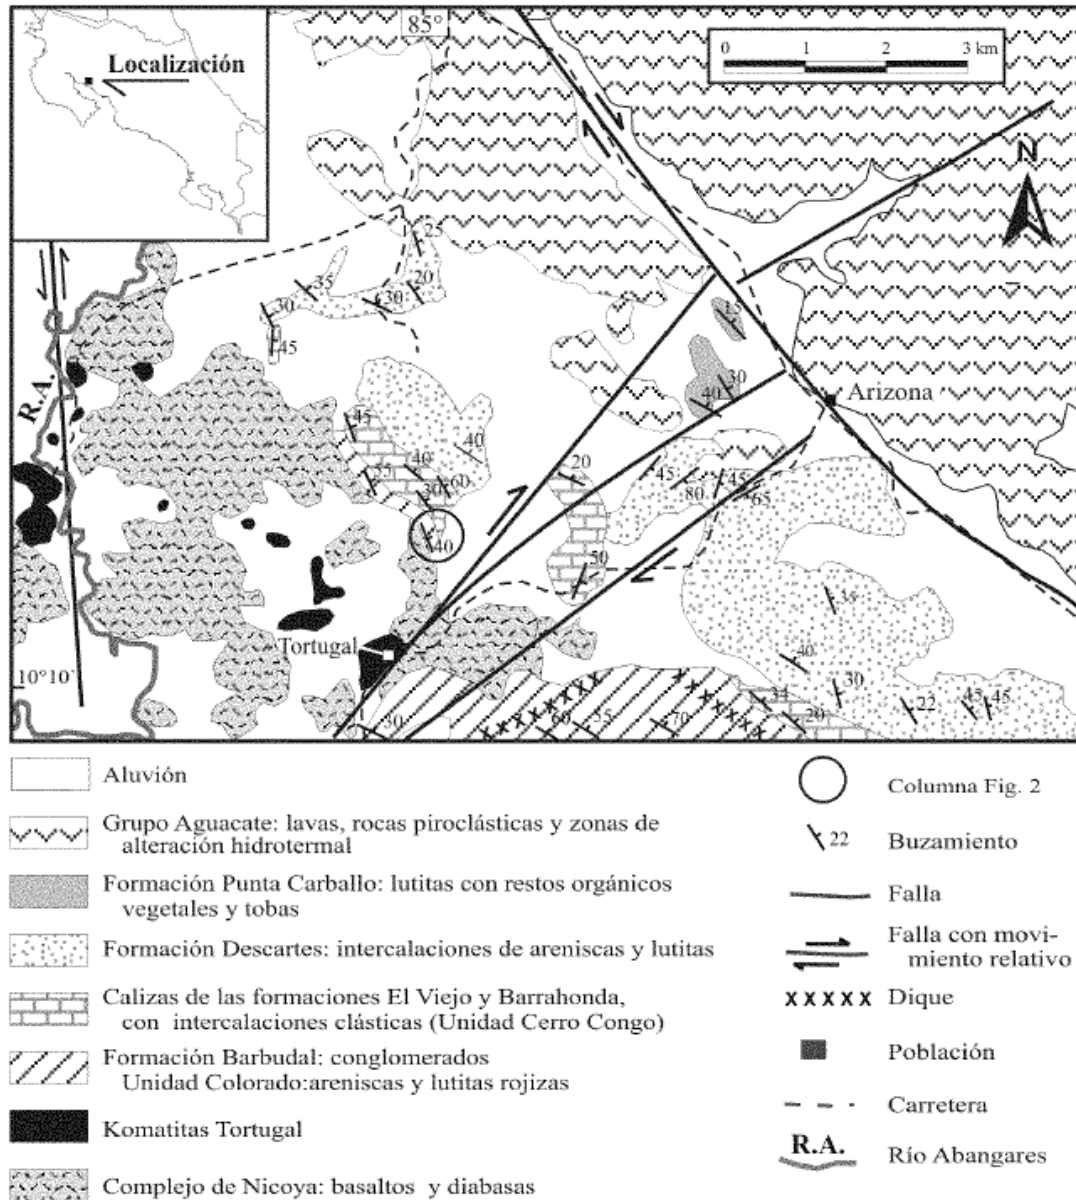 Localización
85°
0 1 2 3 km
N
25
35
20
30
30
45
15
R.A.
30
40
Arizona
45
40
40
55
60
30
20
45
45
80
65
40
50
35
Tortugal
40
10°10`
30
34
22
45
45
30
60
55
70
20
Aluvión
Grupo Aguacate: lavas, rocas piroclásticas y zonas de
alteración hidrotermal
Formación Punta Carballo: lutitas con restos orgánicos
vegetales y tobas
Formación Descartes: intercalaciones de areniscas y lutitas
Calizas de las formaciones El Viejo y Barrahonda,
con intercalaciones clásticas (Unidad Cerro Congo)
Formación Barbudal: conglomerados
Unidad Colorado:areniscas y lutitas rojizas
Komatitas Tortugal
Complejo de Nicoya: basaltos y diabasas
Columna Fig. 2
22
Buzamiento
Falla
Falla con movi-
miento relativo
Dique
Población
Carretera
R.A.
Río Abangares